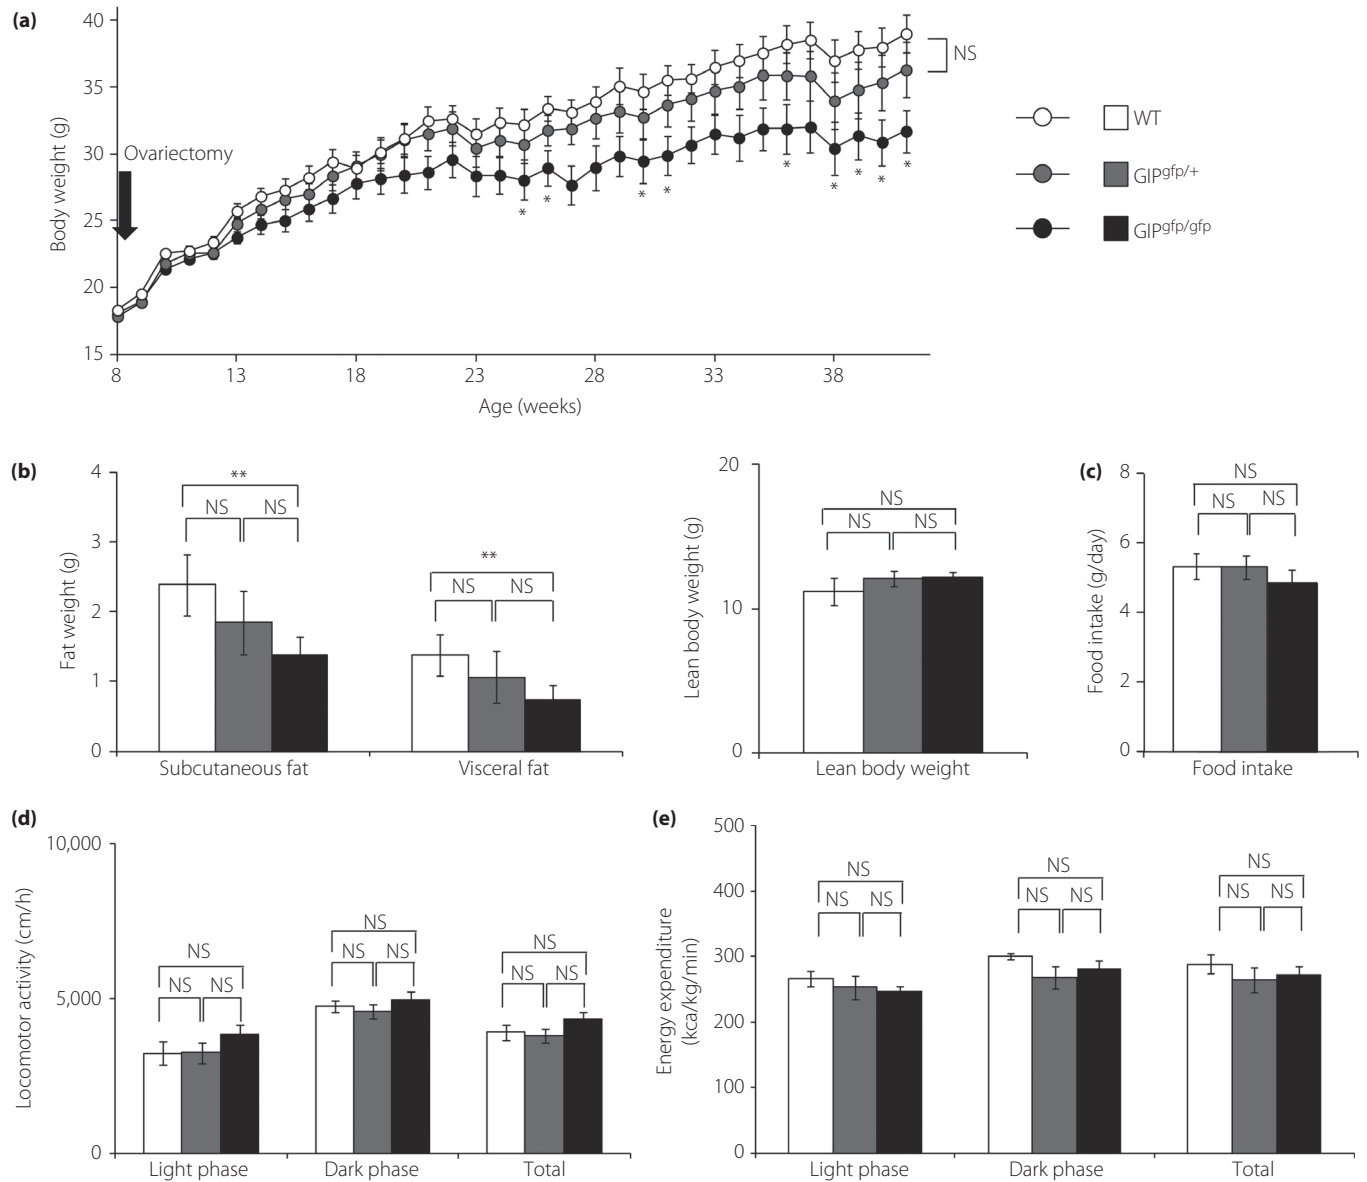 (a)
40
35
30
25
20
15
Body weight (g)
Ovariectomy
8 13 18 23 28 33 38
Age (weeks)
* * * * * * * * *
NS
WT
GIPgfp/+
GIPgfp/gfp
(b)
4
3
2
1
0
Fat weight (g)
**
NS NS
**
NS NS
Subcutaneous fat Visceral fat
20
10
0
Lean body weight (g)
NS
NS NS
Lean body weight
(c)
8
6
4
2
0
Food intake (g/day)
NS
NS NS
Food intake
(d)
10,000
5,000
0
Locomotor activity (cm/h)
NS
NS NS
NS
NS NS
NS
NS NS
Light phase Dark phase Total
(e)
500
400
300
200
100
0
Energy expenditure
(kca/kg/min)
NS
NS NS
NS
NS NS
NS
NS NS
Light phase Dark phase Total